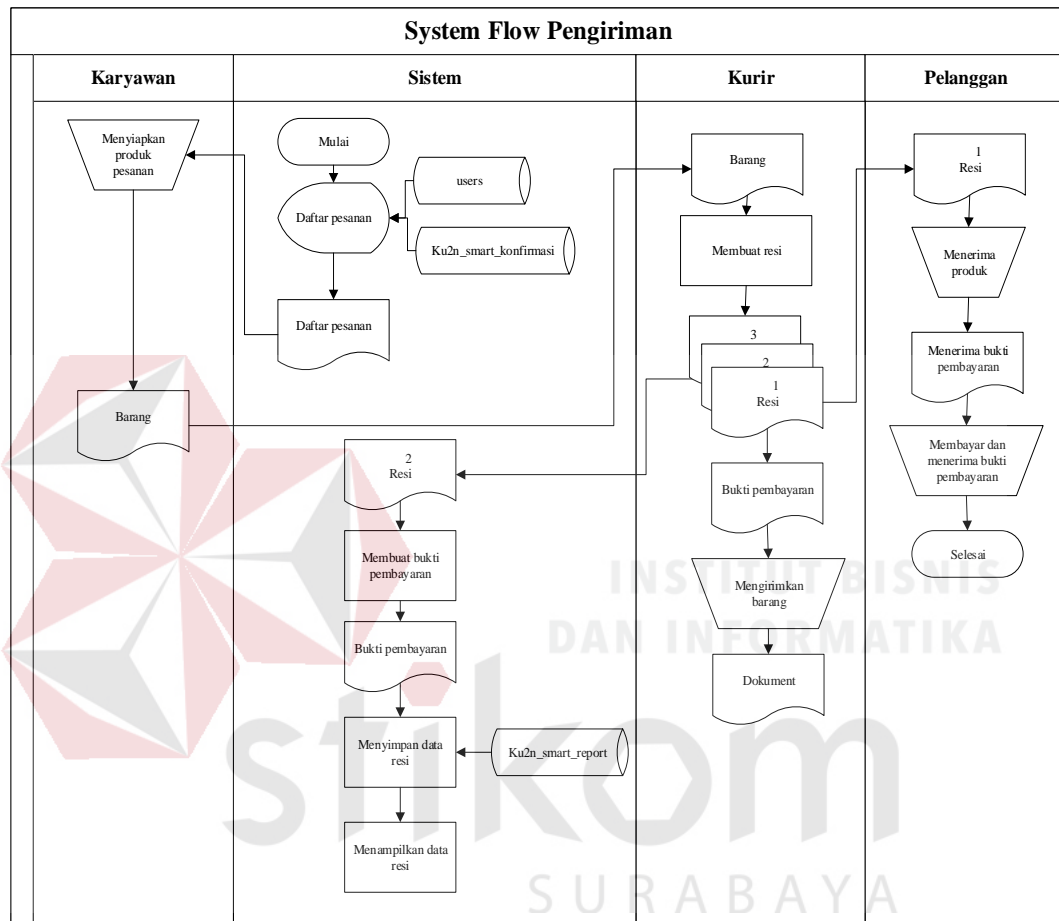 System Flow Pengiriman
Karyawan
Sistem
Kurir
Pelanggan
Menyiapkan
produk
pesanan
Barang
Mulai
Daftar pesanan
users
Ku2n_smart_konfirmasi
Daftar pesanan
2
Resi
Membuat bukti
pembayaran
Bukti pembayaran
Menyimpan data
resi
Ku2n_smart_report
Menampilkan data
resi
Barang
Membuat resi
3
2
1
Resi
Bukti pembayaran
Mengirimkan
barang
Dokument
1
Resi
Menerima
produk
Menerima bukti
pembayaran
Membayar dan
menerima bukti
pembayaran
Selesai
INSTITUT BISNIS
DAN INFORMATIKA
stikom
SURABAYA